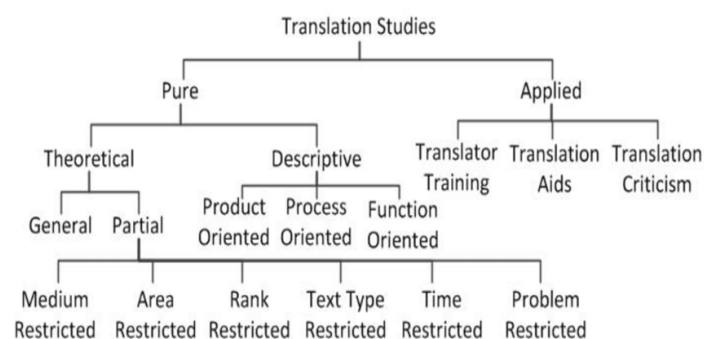 Translation Studies
Pure
Applied
Theoretical
Descriptive
Translator
Training
Translation
Aids
Translation
Criticism
General
Partial
Product
Oriented
Process
Oriented
Function
Oriented
Medium
Restricted
Area
Restricted
Rank
Restricted
Text Type
Restricted
Time
Restricted
Problem
Restricted